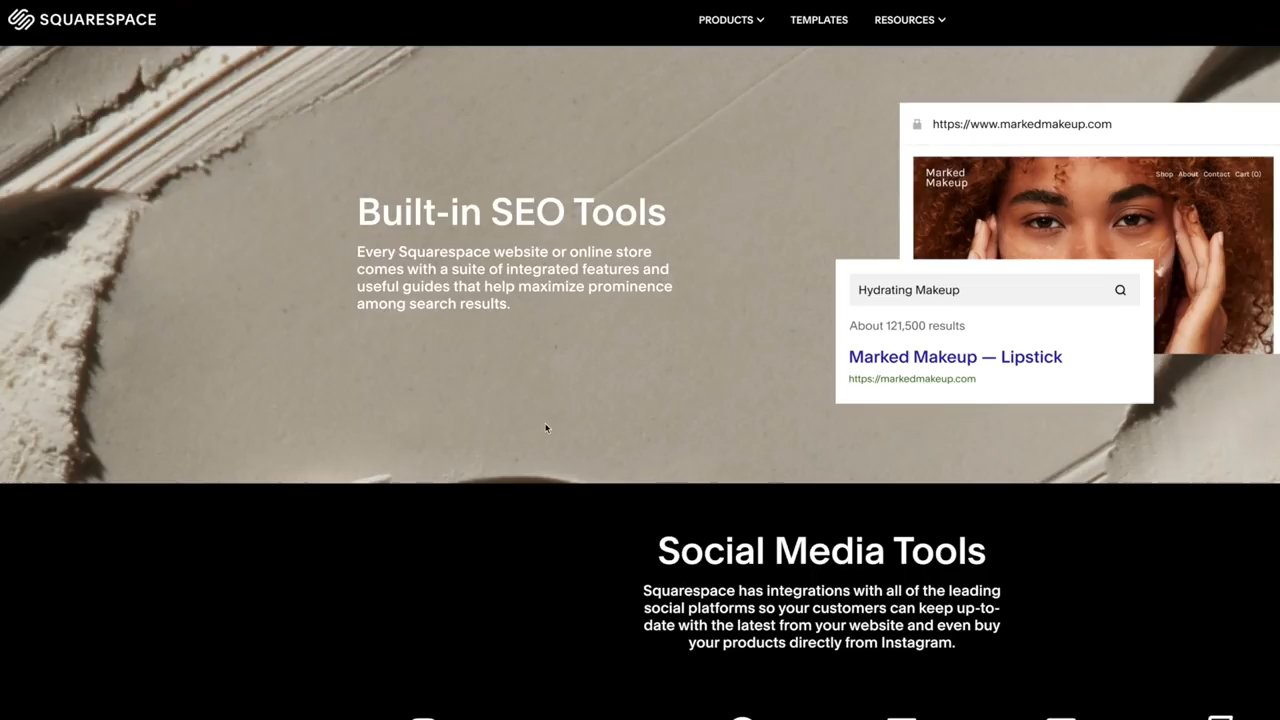 SQUARESPACE
PRODUCTS
TEMPLATES
RESOURCES
https://www.markedmakeup.com
Marked
Makeup
Shop About Contact Cart (0)
Built-in SEO Tools
Every Squarespace website or online store
comes with a suite of integrated features and
useful guides that help maximize prominence
among search results.
Hydrating Makeup
About 121,500 results
Marked Makeup — Lipstick
https://markedmakeup.com
Social Media Tools
Squarespace has integrations with all of the leading
social platforms so your customers can keep up-to-
date with the latest from your website and even buy
your products directly from Instagram.